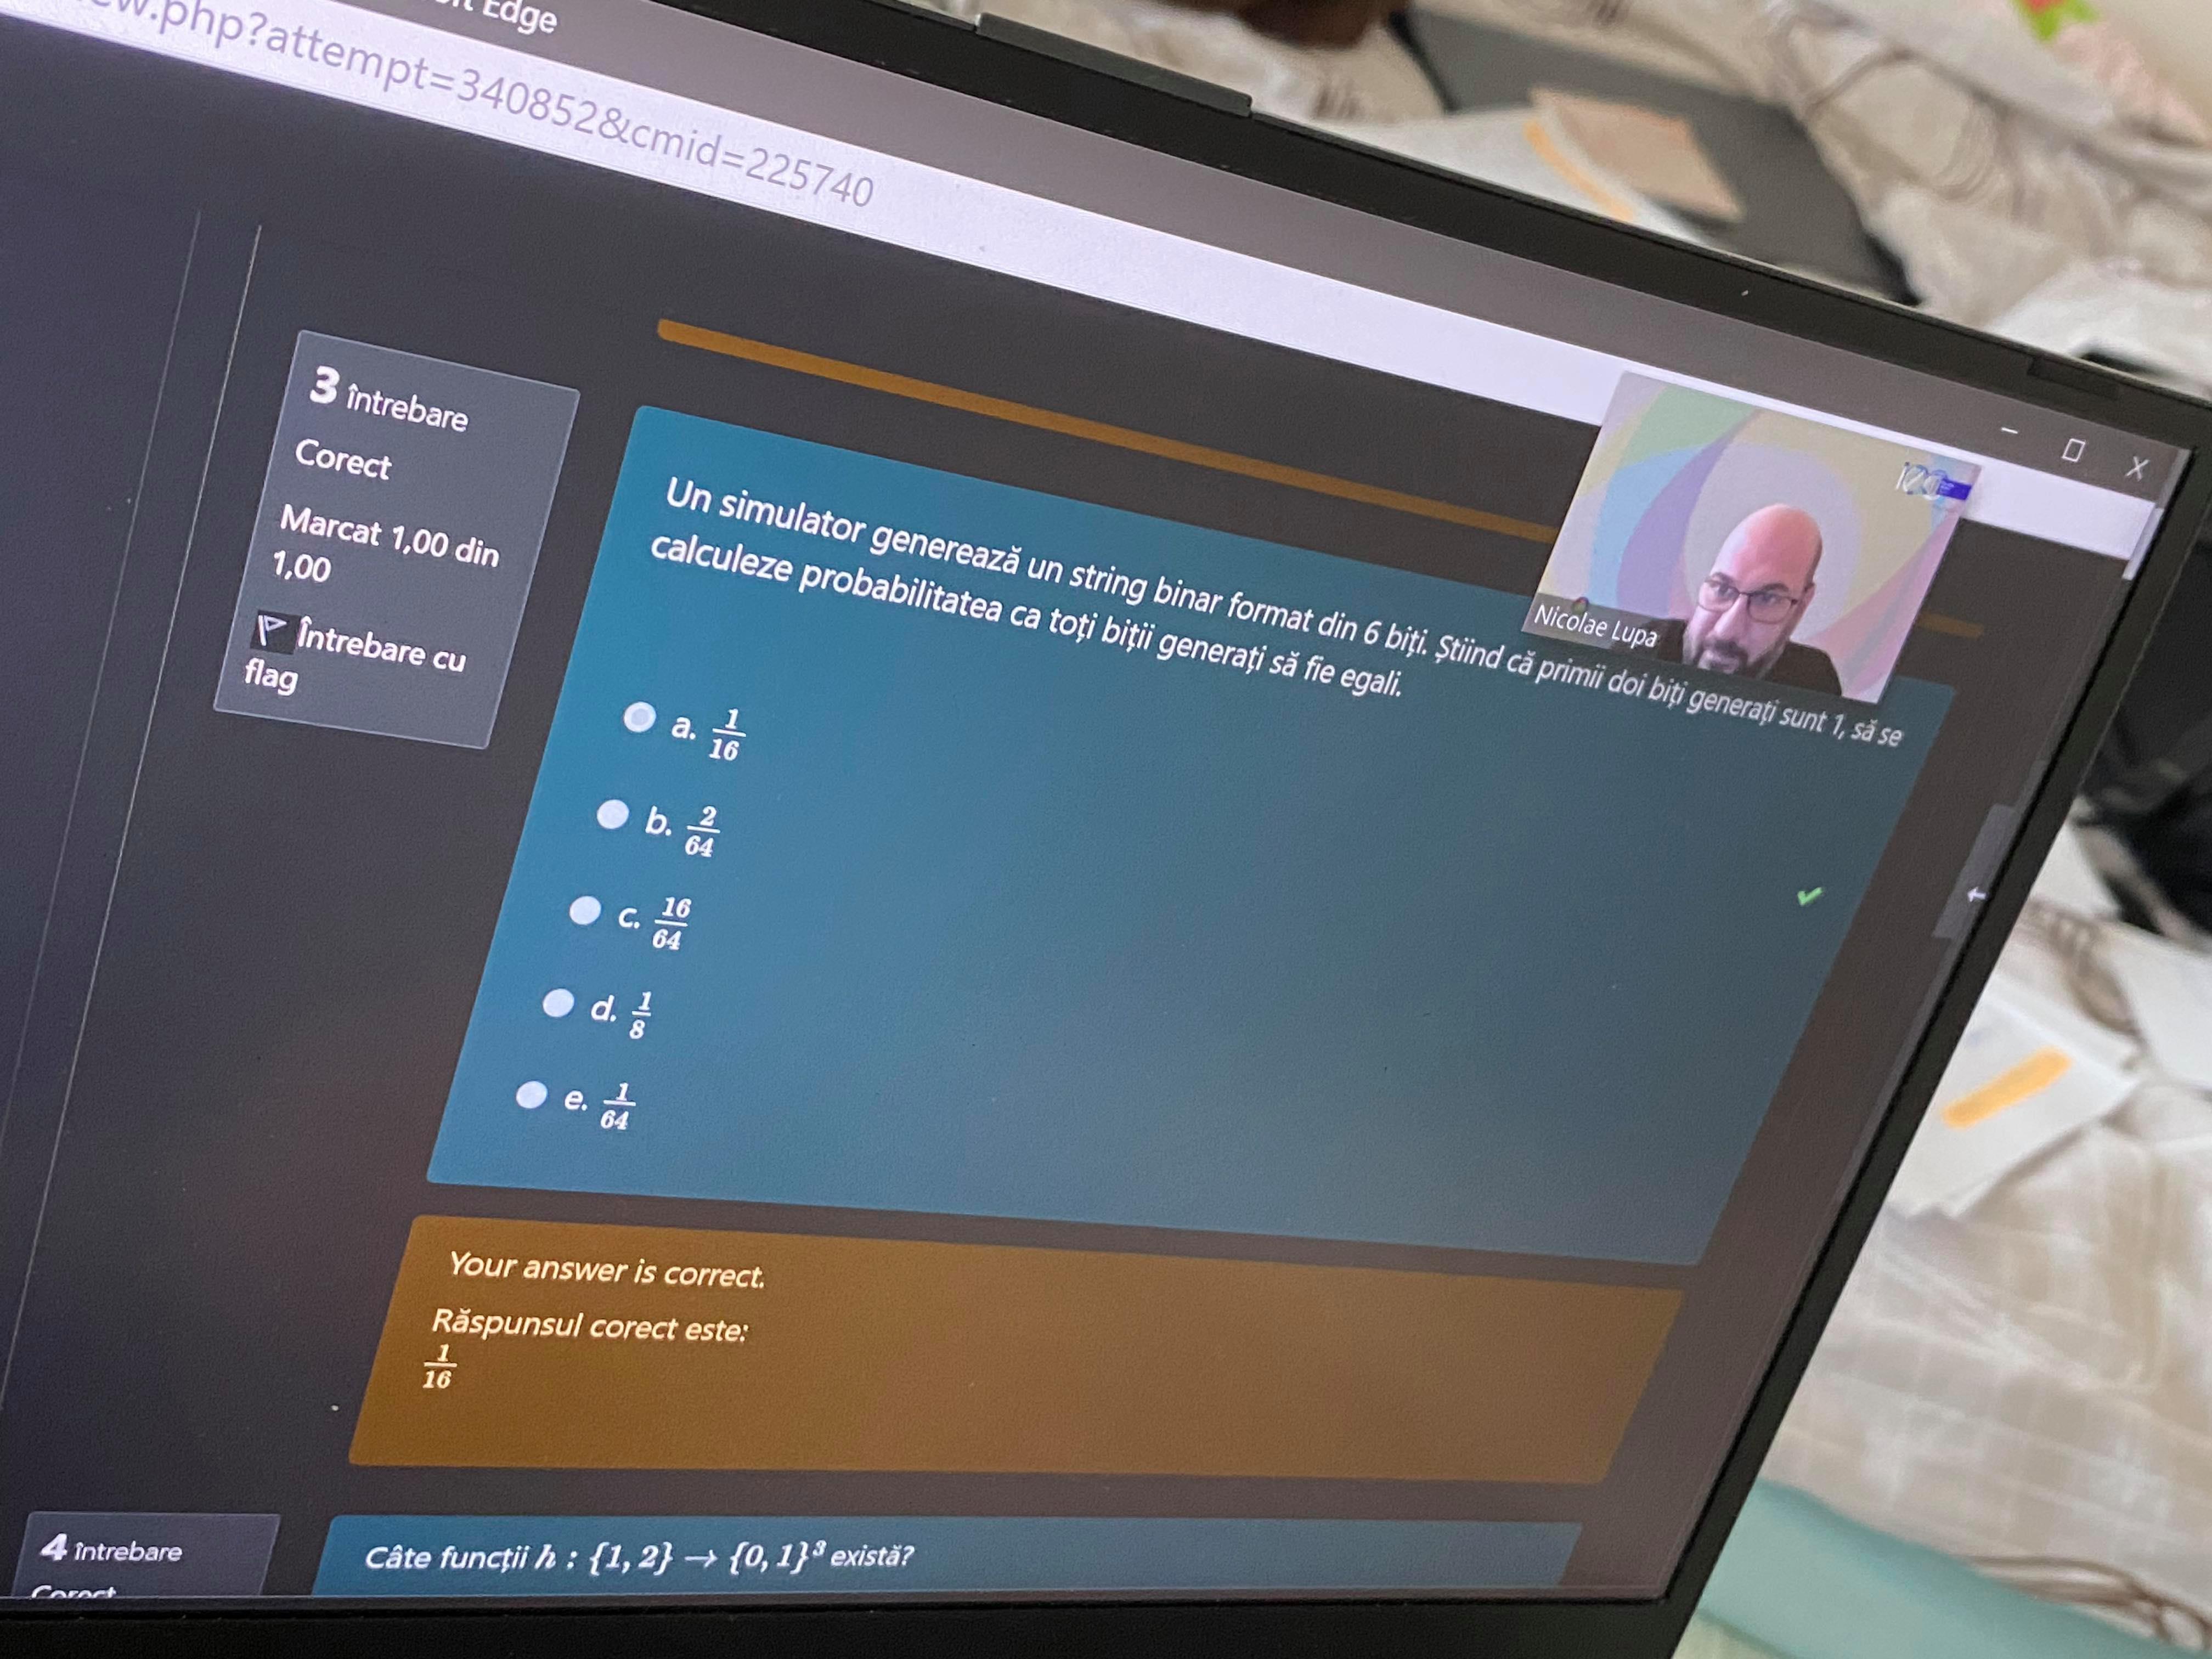 Edge
.php?attempt=340852&cmid=225740
3 întrebare
Corect
Marcat 1,00 din
1,00
Întrebare cu
flag
Un simulator generează un string binar format din 6 biți. Știind că primii doi biți generați sunt 1, să se
calculeze probabilitatea ca toți biții generați să fie egali.
Nicolae Lupa
a. 1/16
b. 2/64
c. 16/64
d. 1/8
e. 1/64
Your answer is correct.
Răspunsul corect este:
1/16
4 întrebare
Corect
Câte funcții h : {1, 2} → {0, 1}³ există?